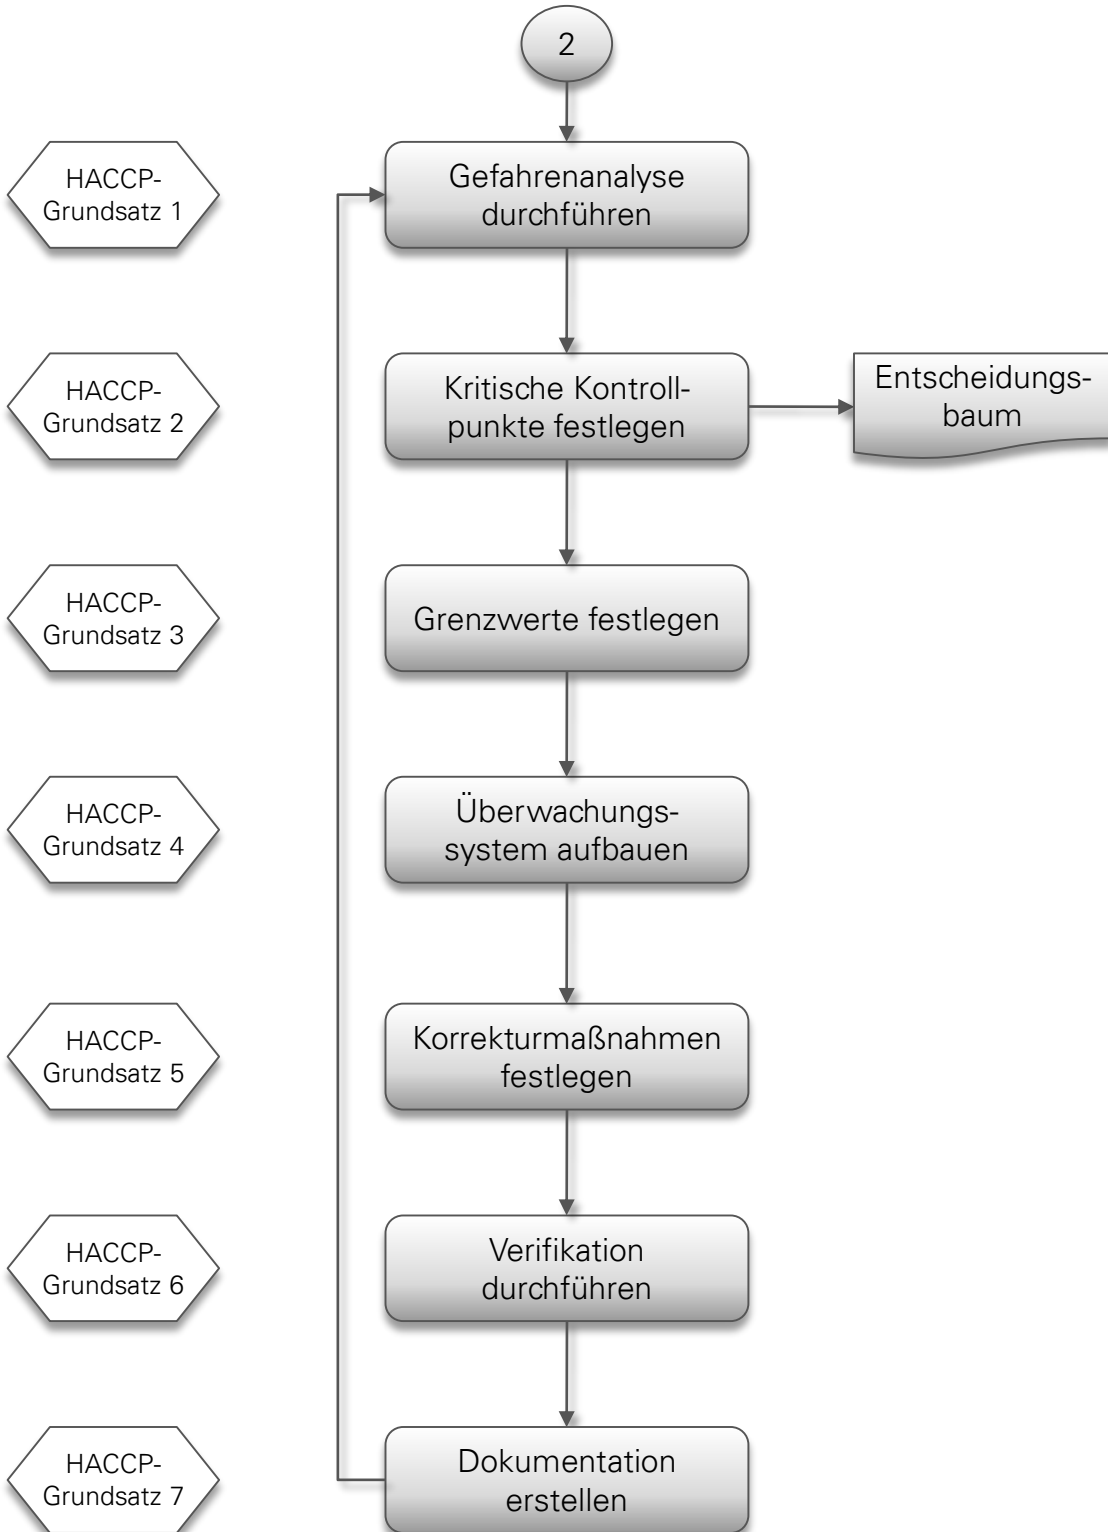 2
HACCP-
Grundsatz 1
Gefahrenanalyse
durchführen
HACCP-
Grundsatz 2
Kritische Kontroll-
punkte festlegen
Entscheidungs-
baum
HACCP-
Grundsatz 3
Grenzwerte festlegen
HACCP-
Grundsatz 4
Überwachungs-
system aufbauen
HACCP-
Grundsatz 5
Korrekturmaßnahmen
festlegen
HACCP-
Grundsatz 6
Verifikation
durchführen
HACCP-
Grundsatz 7
Dokumentation
erstellen